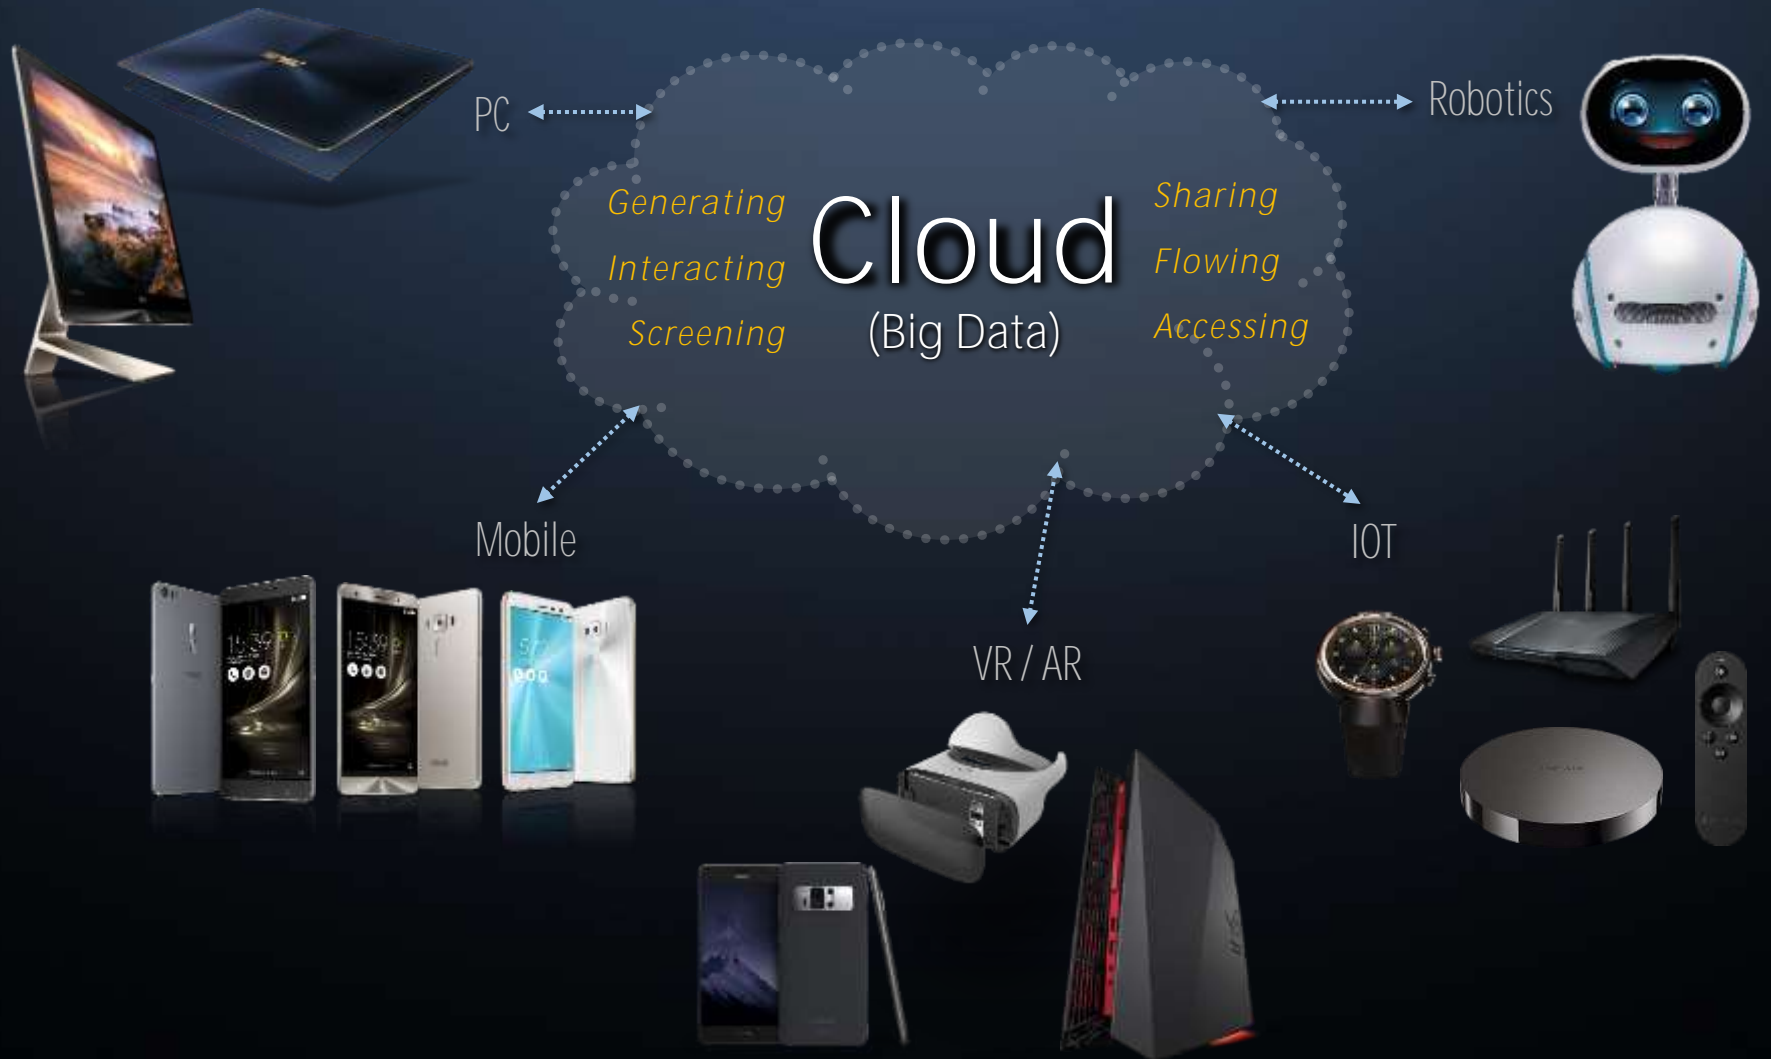 PC
Robotics
Generating
Interacting
Screening
Cloud
(Big Data)
Sharing
Flowing
Accessing
Mobile
IOT
VR / AR